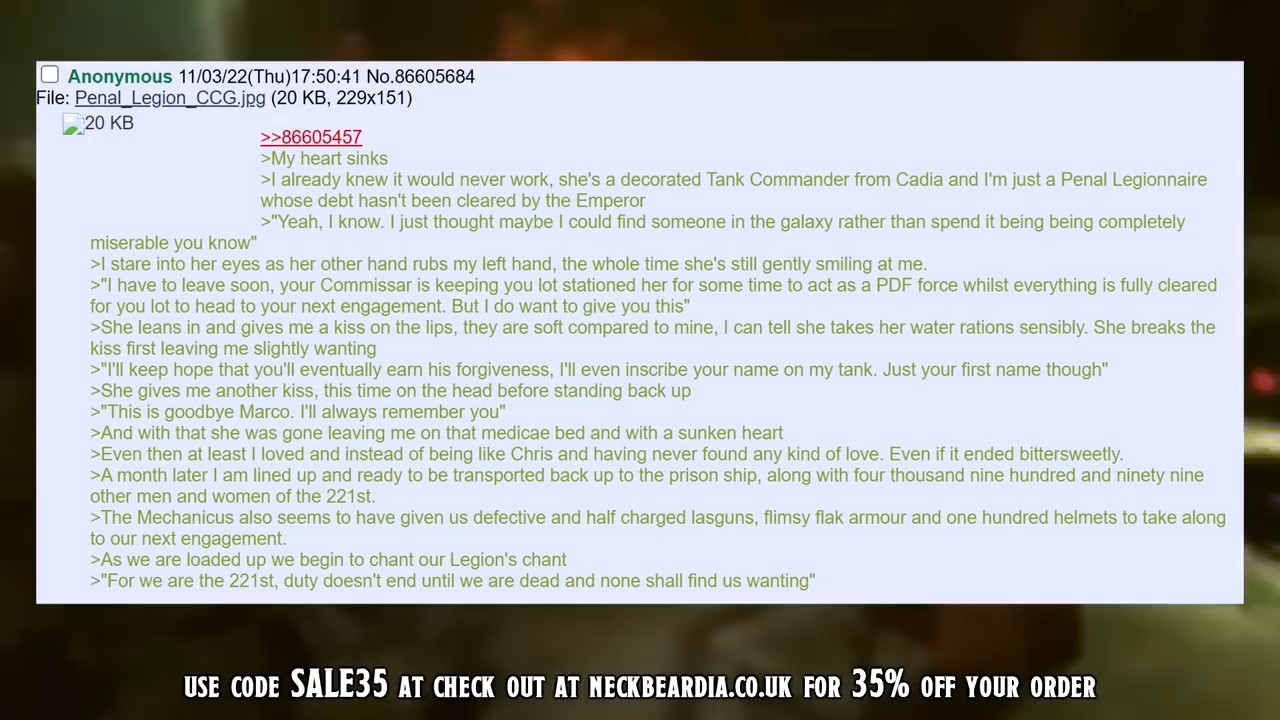 Anonymous 11/03/22(Thu)17:50:41 No.86605684
File: Penal_Legion_CCG.jpg (20 KB, 229x151)
20 KB
>>86605457
>My heart sinks
>I already knew it would never work, she's a decorated Tank Commander from Cadia and I'm just a Penal Legionnaire
whose debt hasn't been cleared by the Emperor
>"Yeah, I know. I just thought maybe I could find someone in the galaxy rather than spend it being being completely
miserable you know"
>I stare into her eyes as her other hand rubs my left hand, the whole time she's still gently smiling at me.
>"I have to leave soon, your Commissar is keeping you lot stationed her for some time to act as a PDF force whilst everything is fully cleared
for you lot to head to your next engagement. But I do want to give you this"
>She leans in and gives me a kiss on the lips, they are soft compared to mine, I can tell she takes her water rations sensibly. She breaks the
kiss first leaving me slightly wanting
>"I'll keep hope that you'll eventually earn his forgiveness, I'll even inscribe your name on my tank. Just your first name though"
>She gives me another kiss, this time on the head before standing back up
>"This is goodbye Marco. I'll always remember you"
>And with that she was gone leaving me on that medicae bed and with a sunken heart
>Even then at least I loved and instead of being like Chris and having never found any kind of love. Even if it ended bittersweetly.
>A month later I am lined up and ready to be transported back up to the prison ship, along with four thousand nine hundred and ninety nine
other men and women of the 221st.
>The Mechanicus also seems to have given us defective and half charged lasguns, flimsy flak armour and one hundred helmets to take along
to our next engagement.
>As we are loaded up we begin to chant our Legion's chant
>"For we are the 221st, duty doesn't end until we are dead and none shall find us wanting"
USE CODE SALE35 AT CHECK OUT AT NECKBEARDIA.CO.UK FOR 35% OFF YOUR ORDER